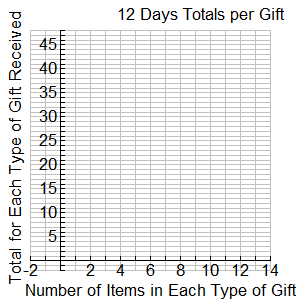 12 Days Totals per Gift
Total for Each Type of Gift Received
45
40
35
30
25
20
15
10
5
-2 2 4 6 8 10 12 14
Number of Items in Each Type of Gift